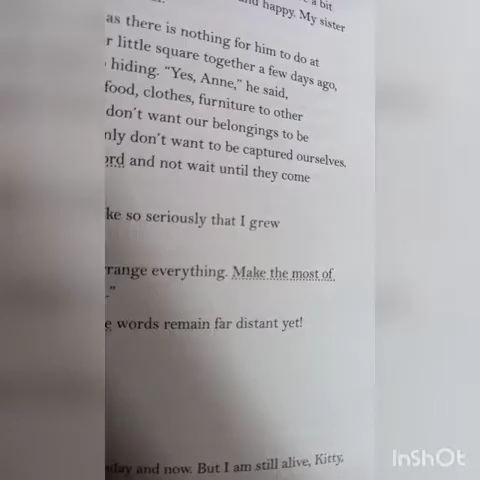 a bit
and happy. My sister
as there is nothing for him to do at
r little square together a few days ago,
hiding. "Yes, Anne," he said,
food, clothes, furniture to other
don't want our belongings to be
nly don't want to be captured ourselves.
ord and not wait until they come
ke so seriously that I grew
range everything. Make the most of
."
e words remain far distant yet!
day and now. But I am still alive, Kitty,
InShOt